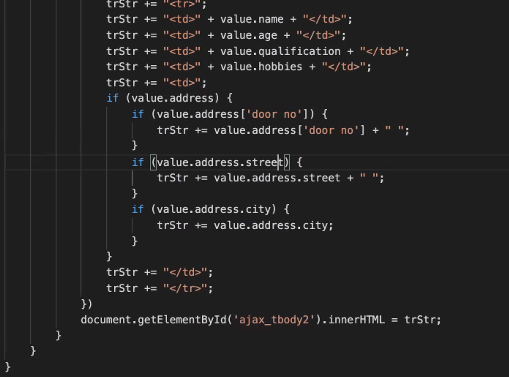 trStr += "<tr>";
trStr += "<td>" + value.name + "</td>";
trStr += "<td>" + value.age + "</td>";
trStr += "<td>" + value.qualification + "</td>";
trStr += "<td>" + value.hobbies + "</td>";
trStr += "<td>";
if (value.address) {
if (value.address['door no']) {
trStr += value.address['door no'] + " ";
}
if (value.address.street) {
trStr += value.address.street + " ";
}
if (value.address.city) {
trStr += value.address.city;
}
}
trStr += "</td>";
trStr += "</tr>";
})
document.getElementById('ajax_tbody2').innerHTML = trStr;
}
}
}